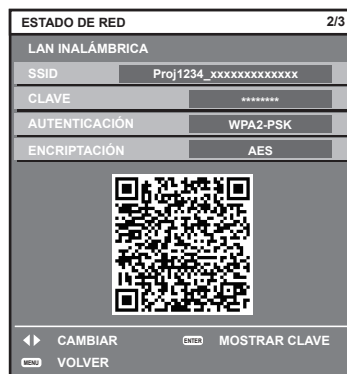 ESTADO DE RED 2/3
LAN INALÁMBRICA
SSID Proj1234_xxxxxxxxxxxxx
CLAVE ********
AUTENTICACIÓN WPA2-PSK
ENCRIPTACIÓN AES
CAMBIAR ENTER MOSTRAR CLAVE
MENU VOLVER